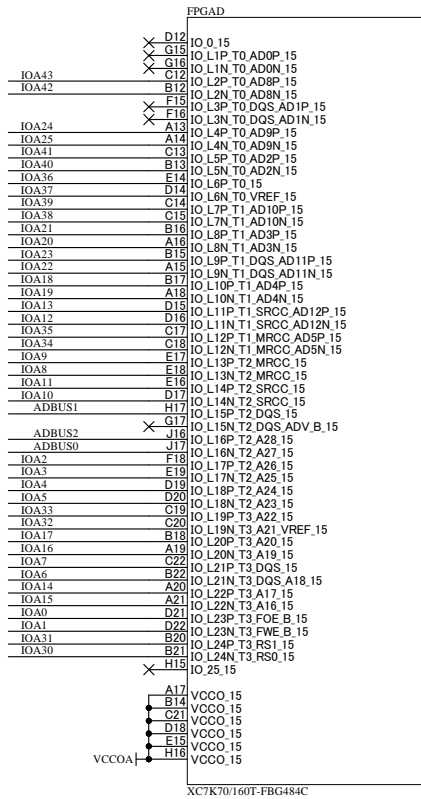 FPGAD
D12 IO_0_15
G15 IO_L1P_T0_AD0P_15
G16 IO_L1N_T0_AD0N_15
IOA43 C12 IO_L2P_T0_AD8P_15
IOA42 B12 IO_L2N_T0_AD8N_15
F15 IO_L3P_T0_DQS_AD1P_15
F16 IO_L3N_T0_DQS_AD1N_15
IOA24 A13 IO_L4P_T0_AD9P_15
IOA25 A14 IO_L4N_T0_AD9N_15
IOA41 C13 IO_L5P_T0_AD2P_15
IOA40 B13 IO_L5N_T0_AD2N_15
IOA36 E14 IO_L6P_T0_15
IOA37 D14 IO_L6N_T0_VREF_15
IOA39 C14 IO_L7P_T1_AD10P_15
IOA38 C15 IO_L7N_T1_AD10N_15
IOA21 B16 IO_L8P_T1_AD3P_15
IOA20 A16 IO_L8N_T1_AD3N_15
IOA23 B15 IO_L9P_T1_DQS_AD11P_15
IOA22 A15 IO_L9N_T1_DQS_AD11N_15
IOA18 B17 IO_L10P_T1_AD4P_15
IOA19 A18 IO_L10N_T1_AD4N_15
IOA13 D15 IO_L11P_T1_SRCC_AD12P_15
IOA12 D16 IO_L11N_T1_SRCC_AD12N_15
IOA35 C17 IO_L12P_T1_MRCC_AD5P_15
IOA34 C18 IO_L12N_T1_MRCC_AD5N_15
IOA9 E17 IO_L13P_T2_MRCC_15
IOA8 E18 IO_L13N_T2_MRCC_15
IOA11 E16 IO_L14P_T2_SRCC_15
IOA10 D17 IO_L14N_T2_SRCC_15
ADBUS1 H17 IO_L15P_T2_DQS_15
G17 IO_L15N_T2_DQS_ADV_B_15
ADBUS2 J16 IO_L16P_T2_A28_15
ADBUS0 J17 IO_L16N_T2_A27_15
IOA2 F18 IO_L17P_T2_A26_15
IOA3 E19 IO_L17N_T2_A25_15
IOA4 D19 IO_L18P_T2_A24_15
IOA5 D20 IO_L18N_T2_A23_15
IOA33 C19 IO_L19P_T3_A22_15
IOA32 C20 IO_L19N_T3_A21_VREF_15
IOA17 B18 IO_L20P_T3_A20_15
IOA16 A19 IO_L20N_T3_A19_15
IOA7 C22 IO_L21P_T3_DQS_15
IOA6 B22 IO_L21N_T3_DQS_A18_15
IOA14 A20 IO_L22P_T3_A17_15
IOA15 A21 IO_L22N_T3_A16_15
IOA0 D21 IO_L23P_T3_FOE_B_15
IOA1 D22 IO_L23N_T3_FWE_B_15
IOA31 B20 IO_L24P_T3_RS1_15
IOA30 B21 IO_L24N_T3_RS0_15
H15 IO_25_15
A17 VCCO_15
B14 VCCO_15
C21 VCCO_15
D18 VCCO_15
E15 VCCO_15
VCCOA H16 VCCO_15
XC7K70/160T-FBG484C